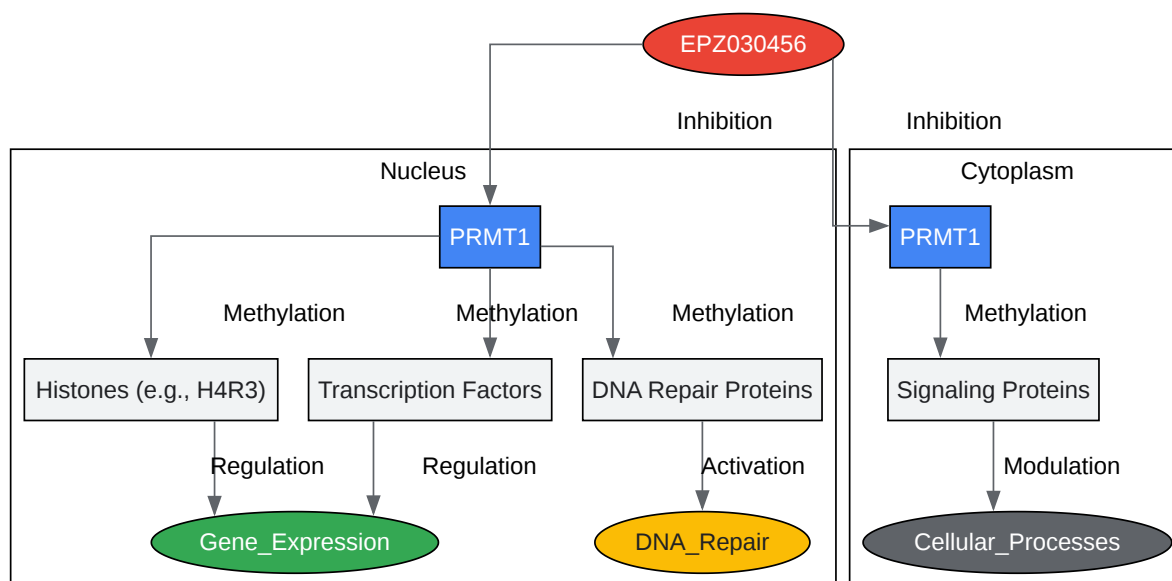 EPZ030456
Inhibition
Inhibition
Nucleus
Cytoplasm
PRMT1
PRMT1
Methylation
Methylation
Methylation
Methylation
Histones (e.g., H4R3)
Transcription Factors
DNA Repair Proteins
Signaling Proteins
Regulation
Regulation
Activation
Modulation
Gene_Expression
DNA_Repair
Cellular_Processes